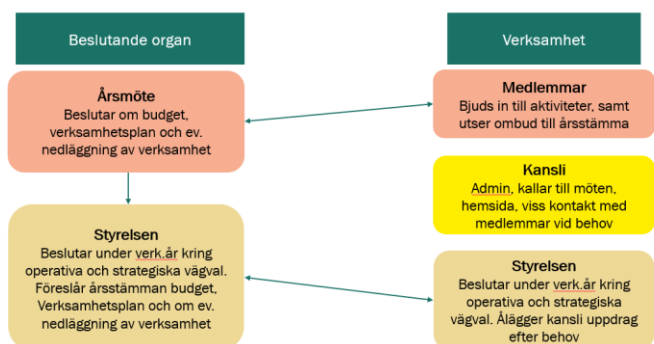 Beslutande organ
Årsmöte
Beslutar om budget,
verksamhetsplan och ev.
nedläggning av verksamhet
Styrelsen
Beslutar under verk.år kring
operativa och strategiska vägval.
Föreslår årsstämman budget,
Verksamhetsplan och om ev.
nedläggning av verksamhet
Verksamhet
Medlemmar
Bjuds in till aktiviteter, samt
utser ombud till årsstämma
Kansli
Admin, kallar till möten,
hemsida, viss kontakt med
medlemmar vid behov
Styrelsen
Beslutar under verk.år kring
operativa och strategiska
vägval. Ålägger kansli uppdrag
efter behov